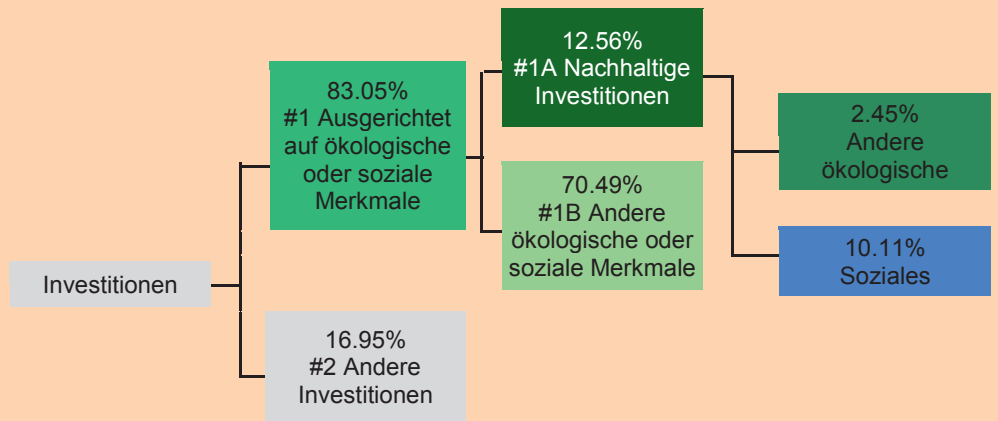 Investitionen
83.05%
#1 Ausgerichtet
auf ökologische
oder soziale
Merkmale
16.95%
#2 Andere
Investitionen
12.56%
#1A Nachhaltige
Investitionen
70.49%
#1B Andere
ökologische oder
soziale Merkmale
2.45%
Andere
ökologische
10.11%
Soziales